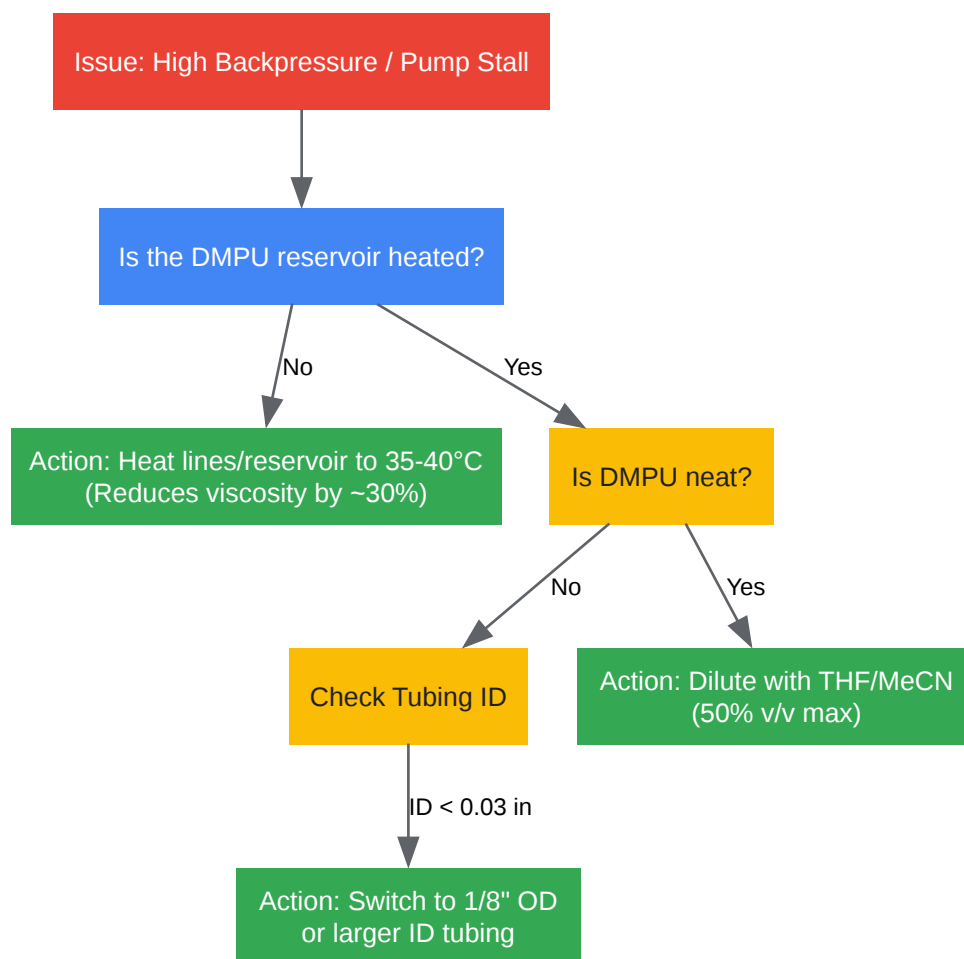 Issue: High Backpressure / Pump Stall
Is the DMPU reservoir heated?
No
Yes
Action: Heat lines/reservoir to 35-40°C
(Reduces viscosity by ~30%)
Is DMPU neat?
No
Yes
Check Tubing ID
Action: Dilute with THF/MeCN
(50% v/v max)
ID < 0.03 in
Action: Switch to 1/8" OD
or larger ID tubing